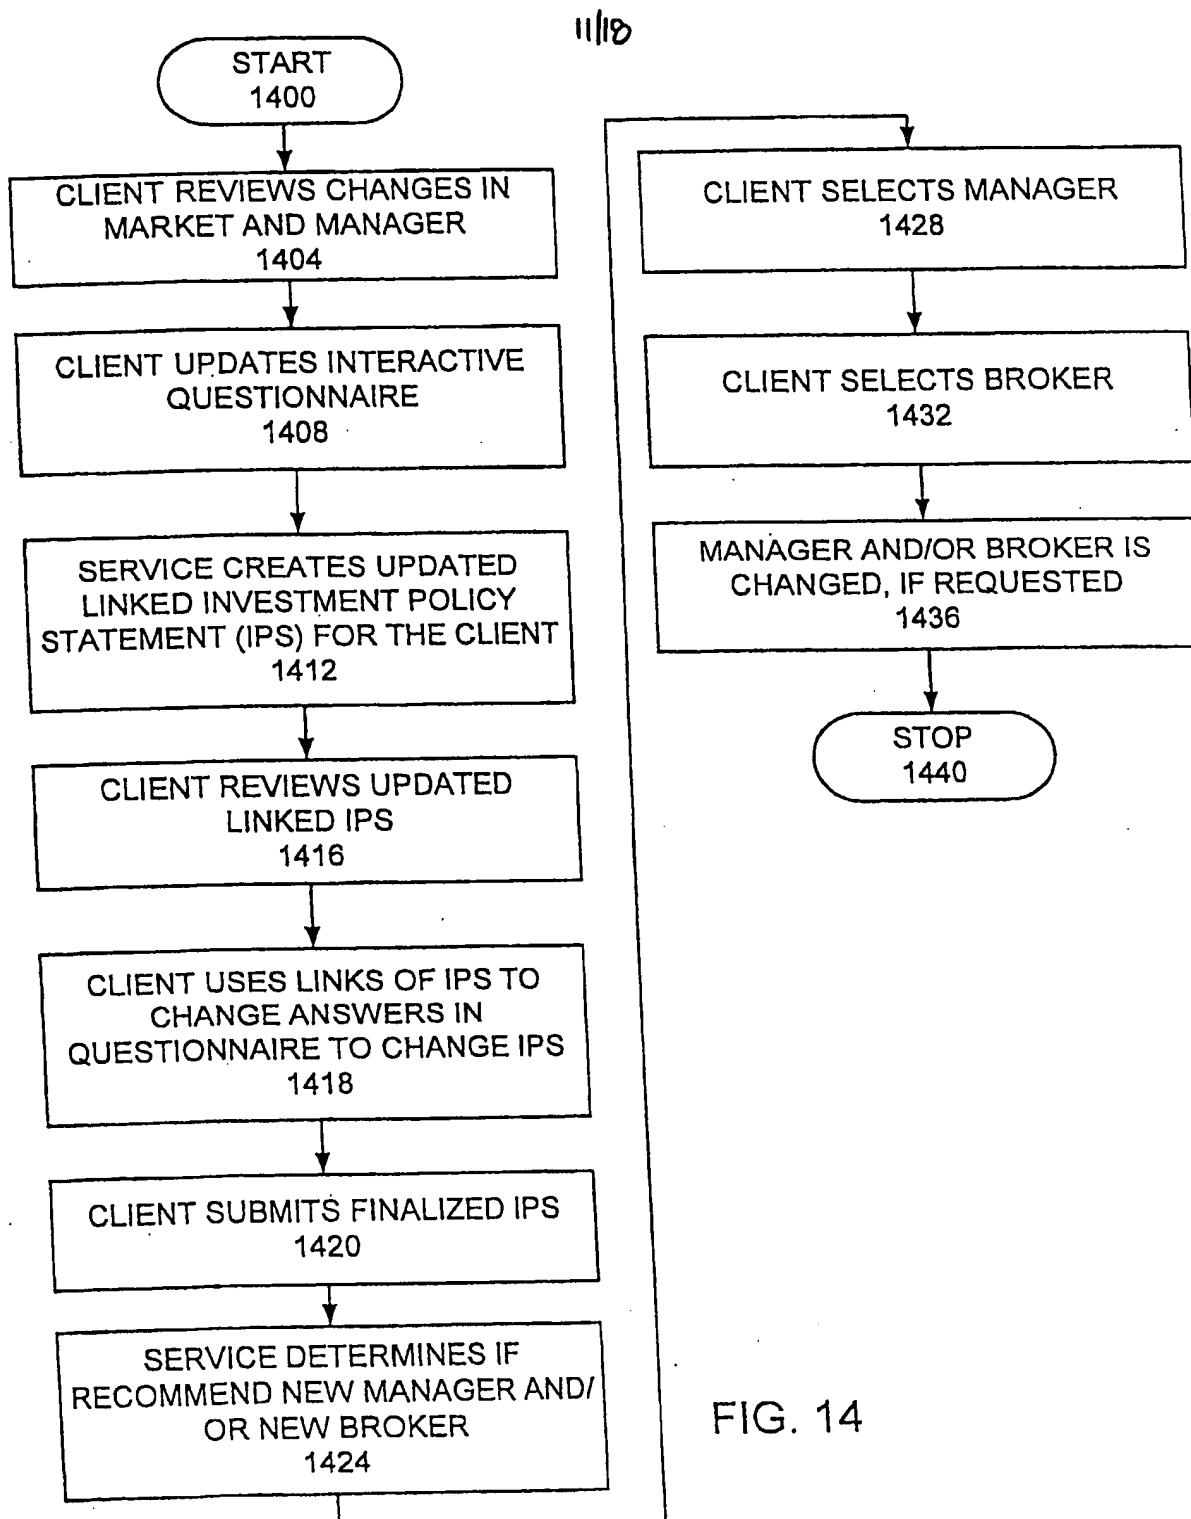 11/18
START
1400
CLIENT REVIEWS CHANGES IN
MARKET AND MANAGER
1404
CLIENT UPDATES INTERACTIVE
QUESTIONNAIRE
1408
SERVICE CREATES UPDATED
LINKED INVESTMENT POLICY
STATEMENT (IPS) FOR THE CLIENT
1412
CLIENT REVIEWS UPDATED
LINKED IPS
1416
CLIENT USES LINKS OF IPS TO
CHANGE ANSWERS IN
QUESTIONNAIRE TO CHANGE IPS
1418
CLIENT SUBMITS FINALIZED IPS
1420
SERVICE DETERMINES IF
RECOMMEND NEW MANAGER AND/
OR NEW BROKER
1424
CLIENT SELECTS MANAGER
1428
CLIENT SELECTS BROKER
1432
MANAGER AND/OR BROKER IS
CHANGED, IF REQUESTED
1436
STOP
1440
FIG. 14